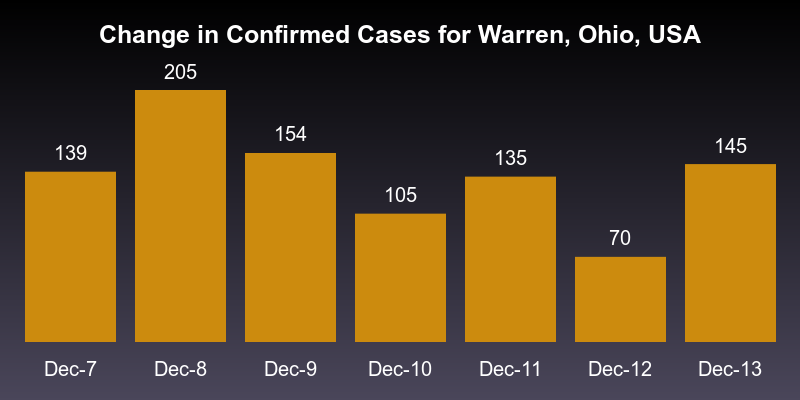 Change in Confirmed Cases for Warren, Ohio, USA
139
205
154
105
135
70
145
Dec-7
Dec-8
Dec-9
Dec-10
Dec-11
Dec-12
Dec-13